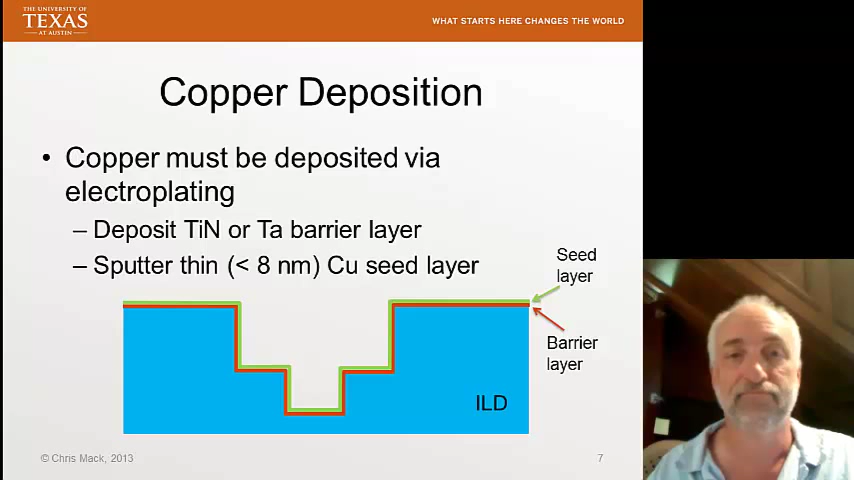 THE UNIVERSITY OF
TEXAS
AT AUSTIN
WHAT STARTS HERE CHANGES THE WORLD
Copper Deposition
• Copper must be deposited via
electroplating
– Deposit TiN or Ta barrier layer
– Sputter thin (< 8 nm) Cu seed layer
Seed
layer
Barrier
layer
ILD
© Chris Mack, 2013
7